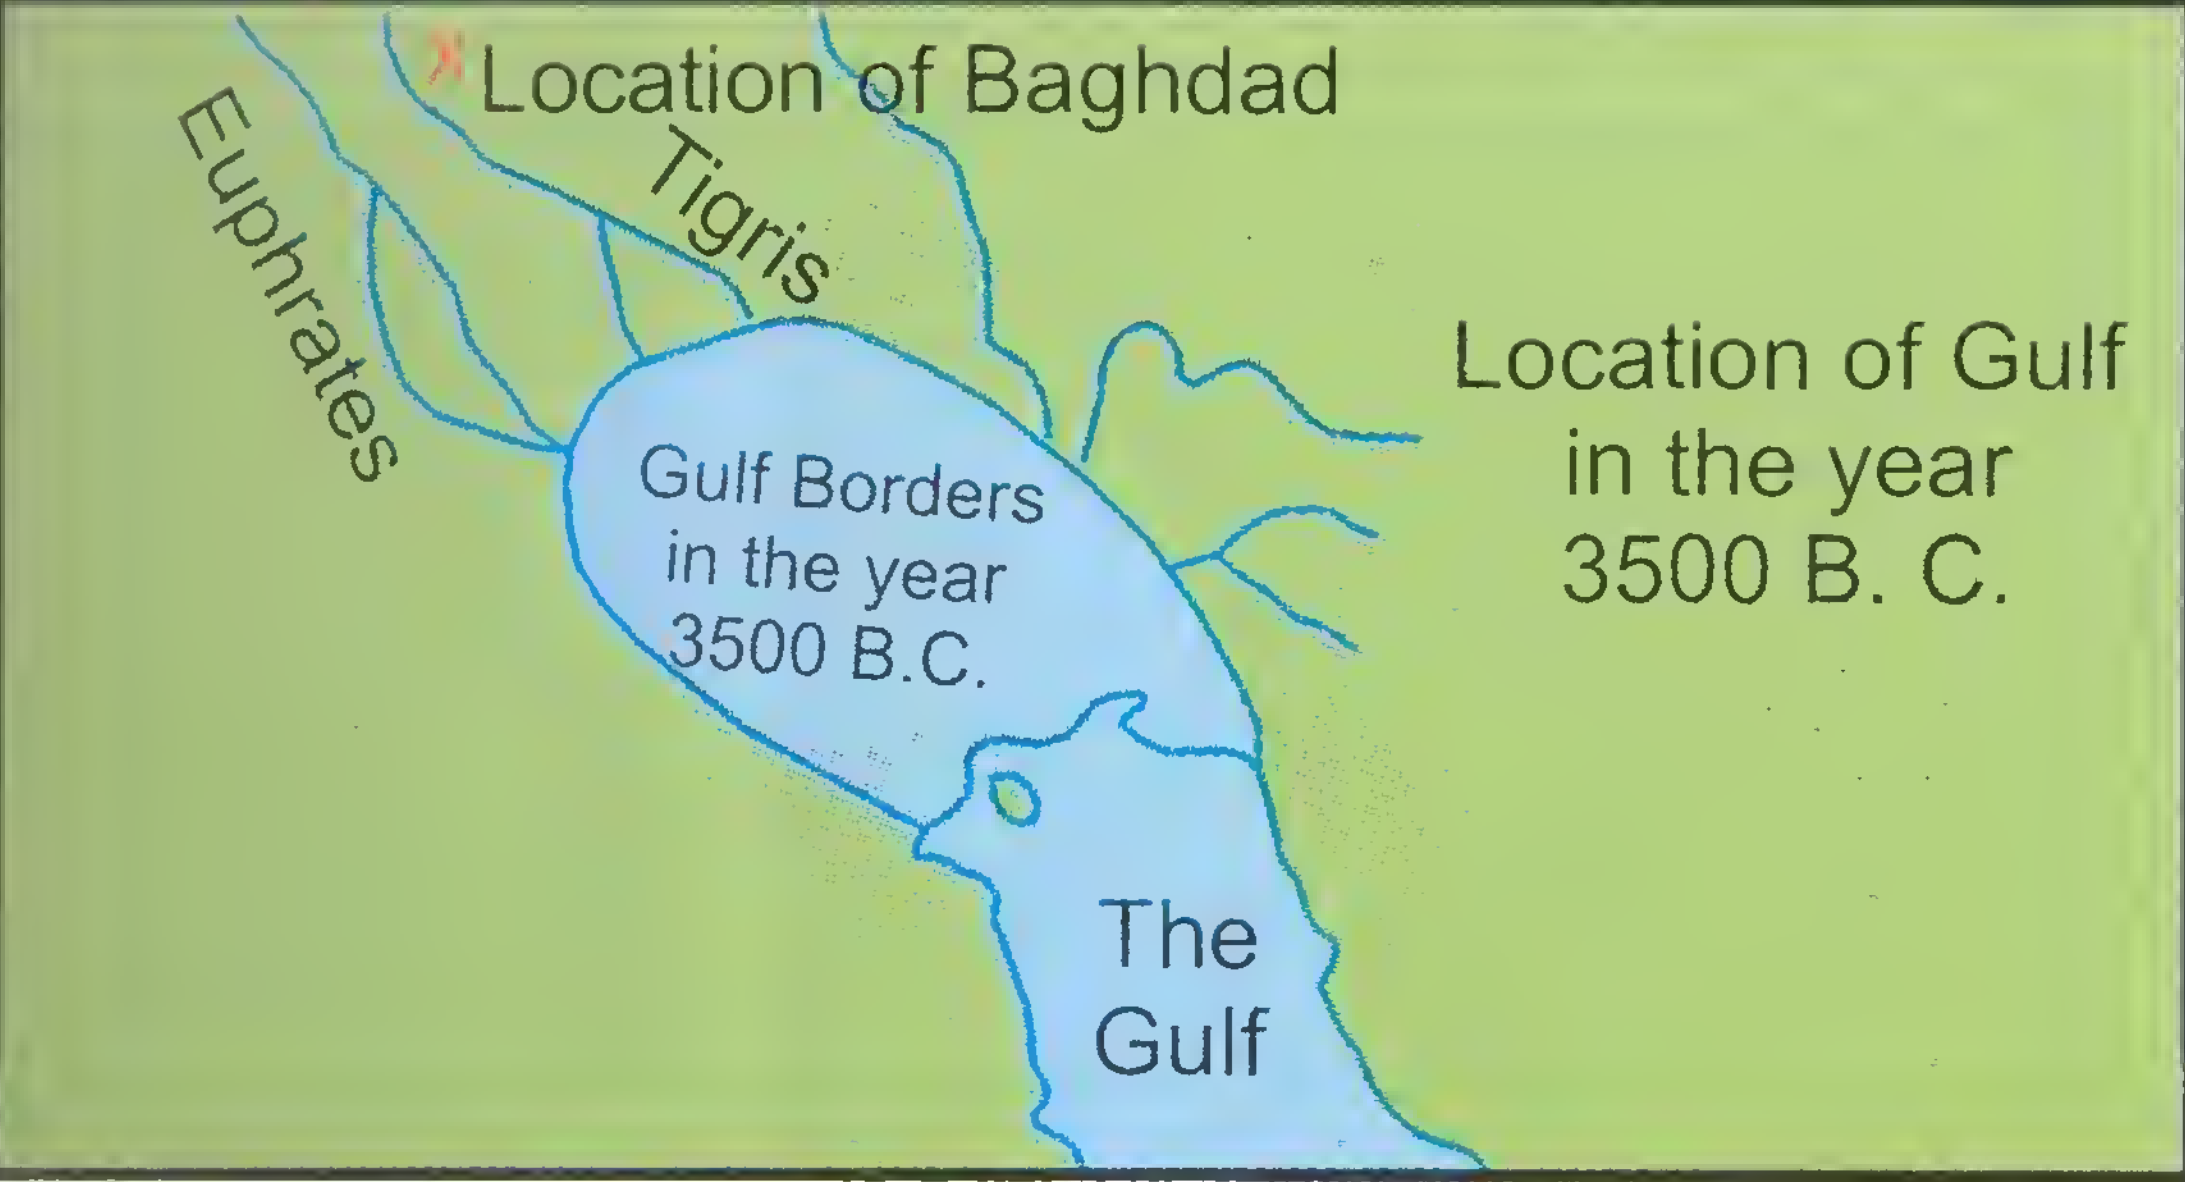 Location of Baghdad
Euphrates
Tigris
Location of Gulf
in the year
3500 B. C.
Gulf Borders
in the year
3500 B.C.
The
Gulf